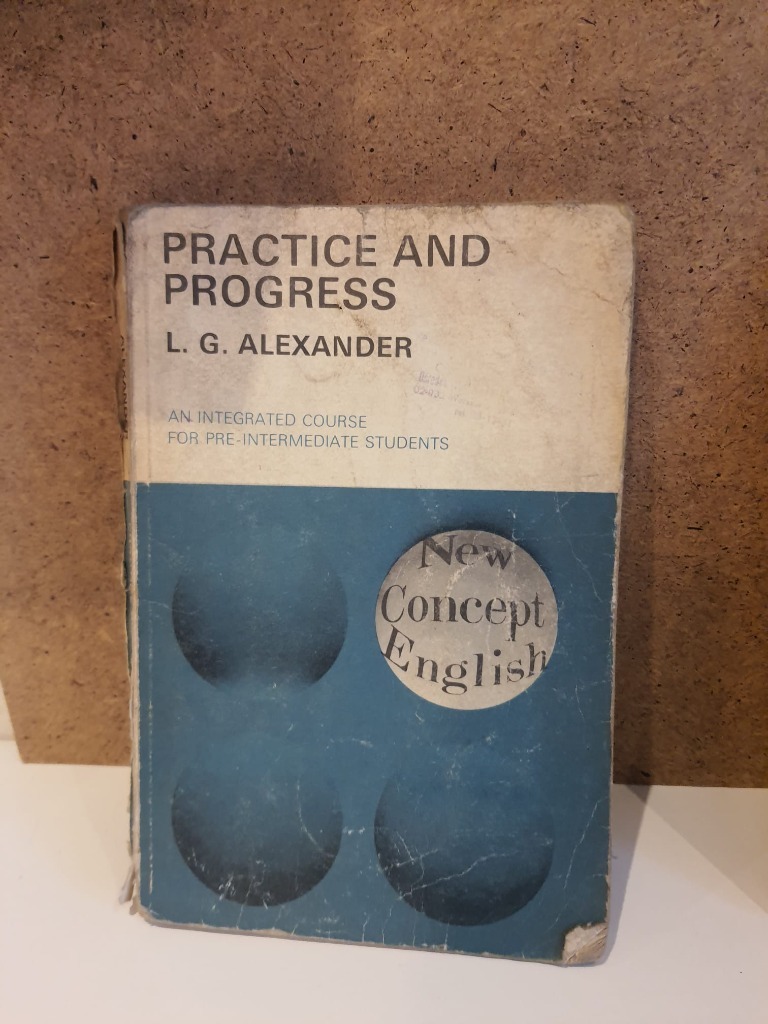 PRACTICE AND
PROGRESS
L. G. ALEXANDER
AN INTEGRATED COURSE
FOR PRE-INTERMEDIATE STUDENTS
New
Concept
English